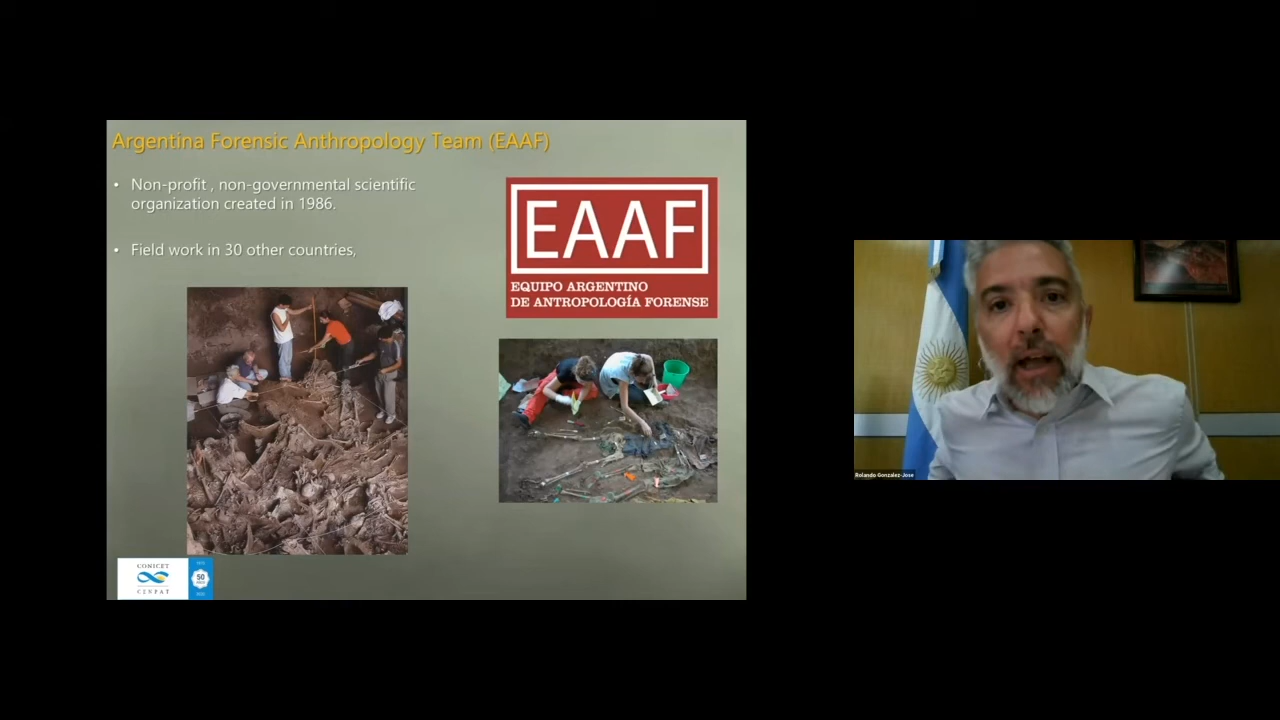 Argentina Forensic Anthropology Team (EAAF)
• Non-profit , non-governmental scientific
organization created in 1986.
• Field work in 30 other countries,
EAAF
EQUIPO ARGENTINO
DE ANTROPOLOGÍA FORENSE
CONICET
50
CENPAT
Rolando Gonzalez-Jose